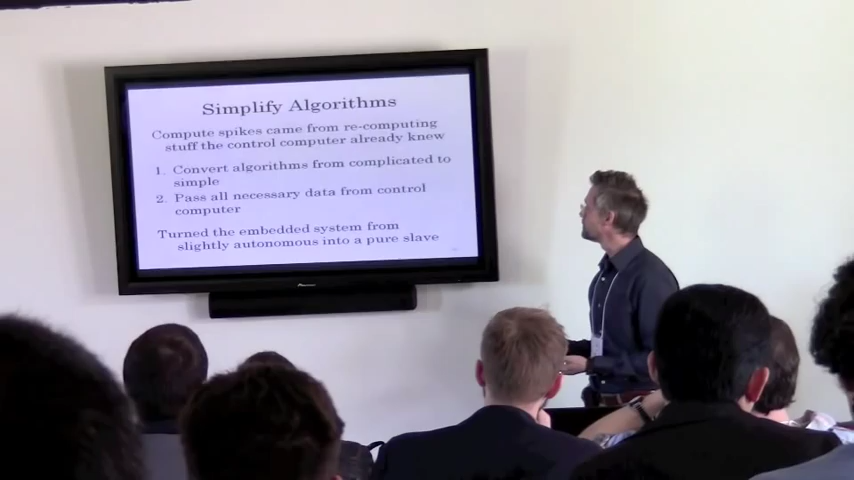 Simplify Algorithms
Compute spikes came from re-computing
stuff the control computer already knew
1. Convert algorithms from complicated to
simple
2. Pass all necessary data from control
computer
Turned the embedded system from
slightly autonomous into a pure slave
Pioneer